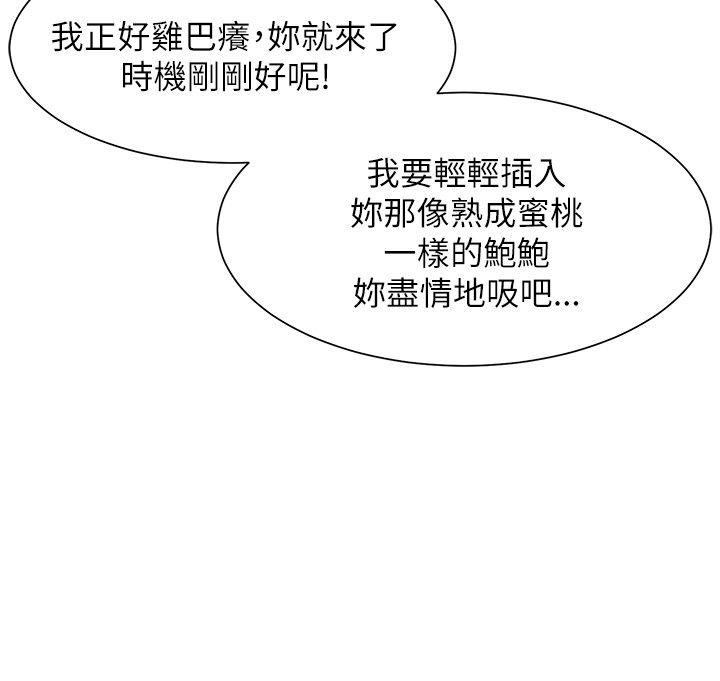 我正好雞巴癢，妳就來了
時機剛剛好呢!
我要輕輕插入
妳那像熟成蜜桃
一樣的鮑鮑
妳盡情地吸吧...